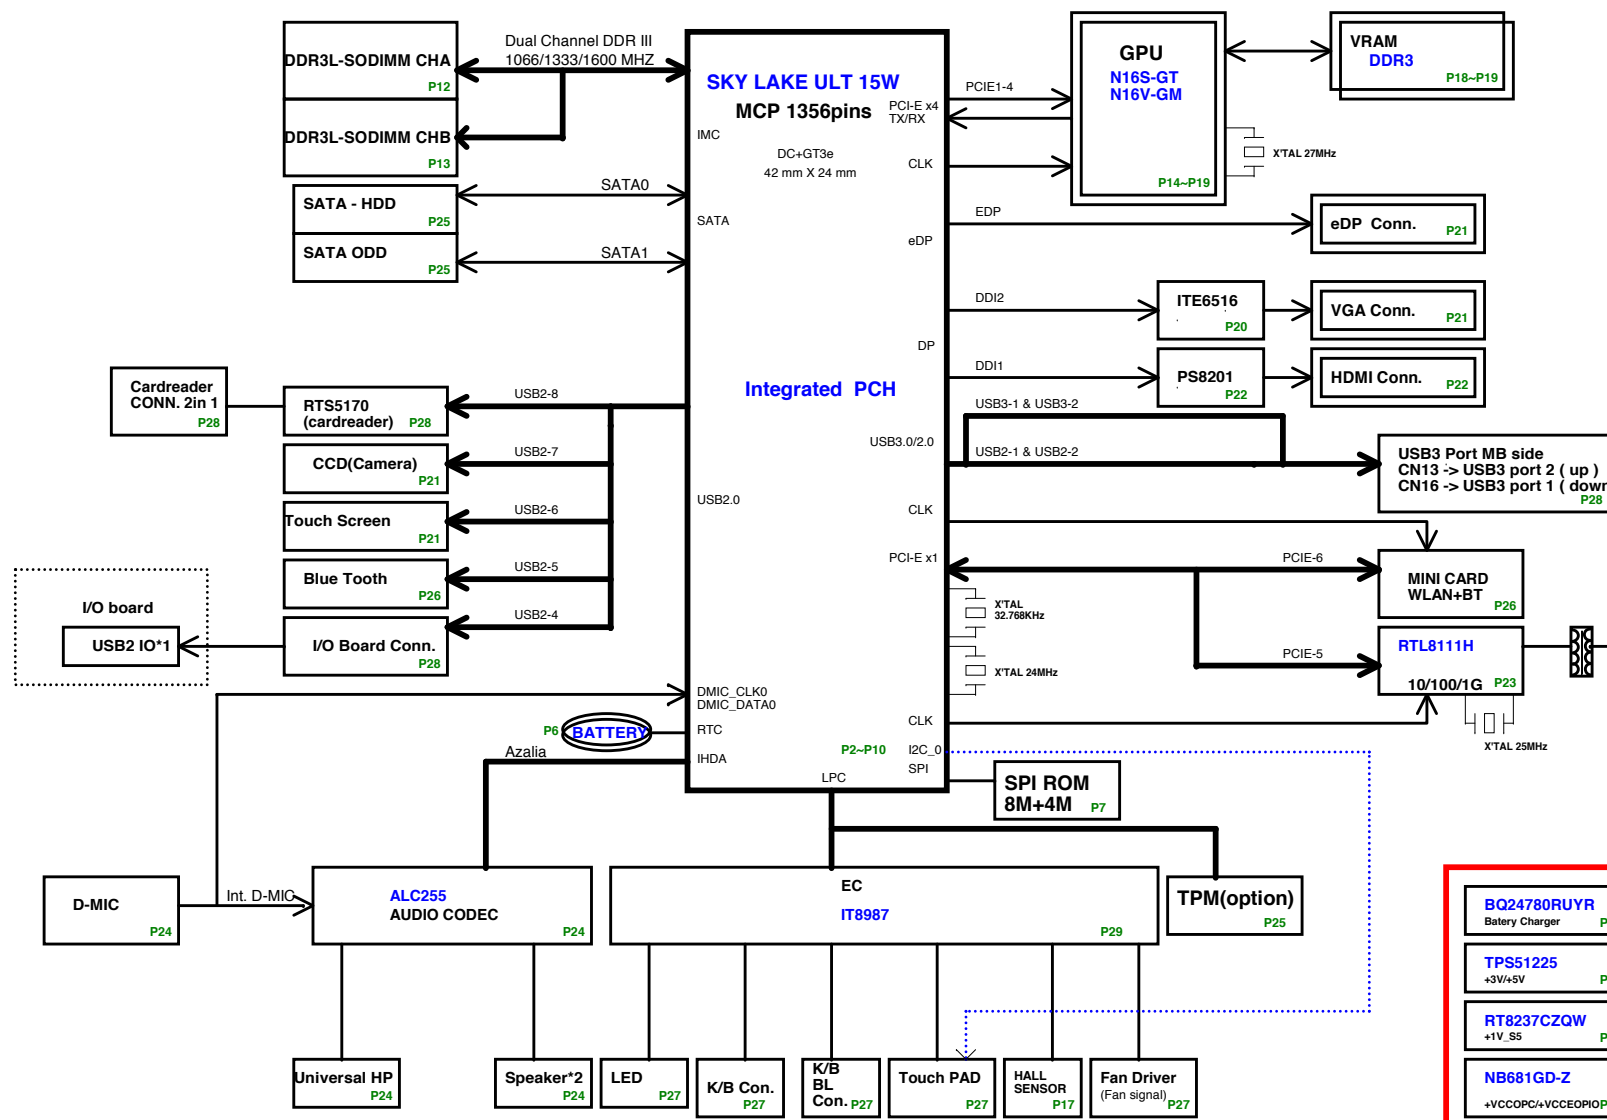 DDR3L-SODIMM CHA
P12
DDR3L-SODIMM CHB
P13
Dual Channel DDR III
1066/1333/1600 MHZ
SATA - HDD
P25
SATA ODD
P25
SATA0
SATA1
SKY LAKE ULT 15W
MCP 1356pins
DC+GT3e
42 mm X 24 mm
Integrated PCH
IMC
SATA
USB2.0
DMIC_CLK0
DMIC_DATA0
RTC
IHDA
LPC
P2~P10
PCI-E x4
TX/RX
CLK
eDP
DP
USB3.0/2.0
CLK
PCI-E x1
CLK
I2C_0
SPI
PCIE1-4
GPU
N16S-GT
N16V-GM
P14~P19
VRAM
DDR3
P18~P19
X'TAL 27MHz
EDP
eDP Conn.
P21
DDI2
ITE6516
P20
VGA Conn.
P21
DDI1
PS8201
P22
HDMI Conn.
P22
USB3-1 & USB3-2
USB2-1 & USB2-2
USB3 Port MB side
CN13 -> USB3 port 2 ( up )
CN16 -> USB3 port 1 ( down
P28
PCIE-6
MINI CARD
WLAN+BT
P26
X'TAL
32.768KHz
X'TAL 24MHz
PCIE-5
RTL8111H
10/100/1G
P23
X'TAL 25MHz
SPI ROM
8M+4M
P7
Cardreader
CONN. 2in 1
P28
RTS5170
(cardreader)
P28
USB2-8
CCD(Camera)
P21
USB2-7
Touch Screen
P21
USB2-6
Blue Tooth
P26
USB2-5
I/O Board Conn.
P28
USB2-4
I/O board
USB2 IO*1
P6
BATTERY
Azalia
D-MIC
P24
Int. D-MIC
ALC255
AUDIO CODEC
P24
EC
IT8987
P29
TPM(option)
P25
Universal HP
P24
Speaker*2
P24
LED
P27
K/B Con.
P27
K/B
BL
Con.
P27
Touch PAD
P27
HALL
SENSOR
P17
Fan Driver
(Fan signal)
P27
BQ24780RUYR
Batery Charger
P
TPS51225
+3V/+5V
P
RT8237CZQW
+1V_S5
P
NB681GD-Z
+VCCOPC/+VCCEOPIO
P